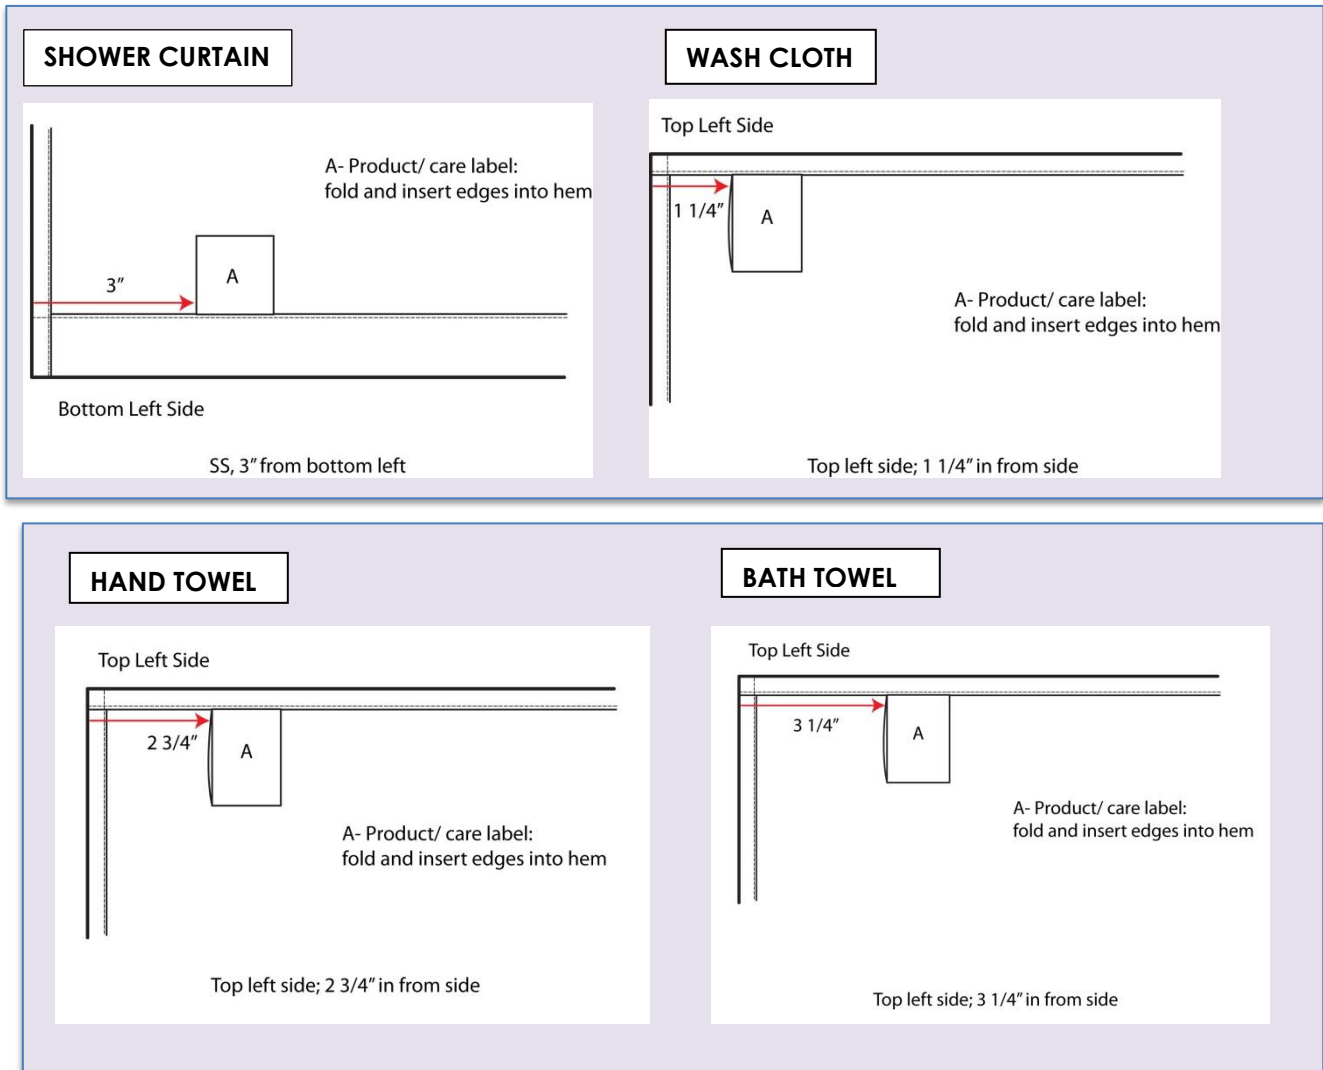 SHOWER CURTAIN
A- Product/ care label:
fold and insert edges into hem
A
3”
Bottom Left Side
SS, 3” from bottom left
WASH CLOTH
Top Left Side
1 1/4”
A
A- Product/ care label:
fold and insert edges into hem
Top left side; 1 1/4” in from side
HAND TOWEL
Top Left Side
2 3/4”
A
A- Product/ care label:
fold and insert edges into hem
Top left side; 2 3/4” in from side
BATH TOWEL
Top Left Side
3 1/4”
A
A- Product/ care label:
fold and insert edges into hem
Top left side; 3 1/4” in from side